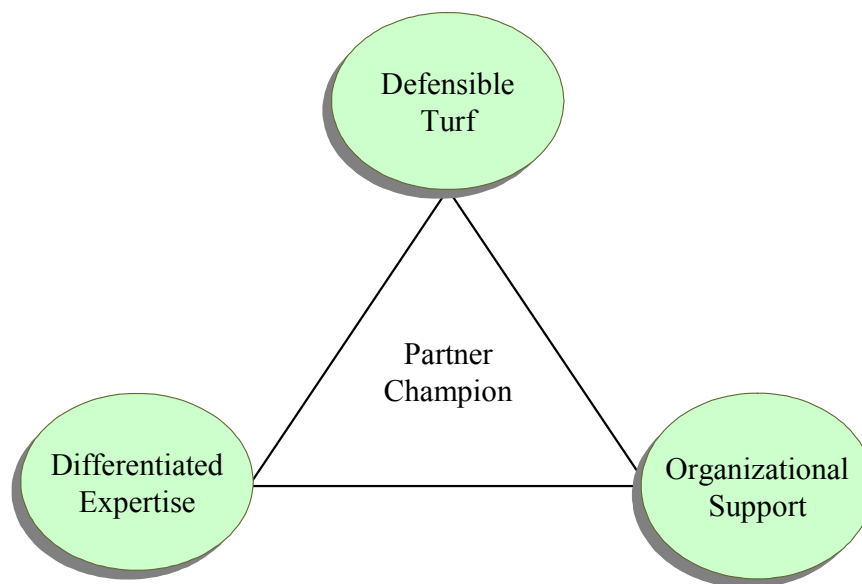 Defensible
Turf
Partner
Champion
Differentiated
Expertise
Organizational
Support